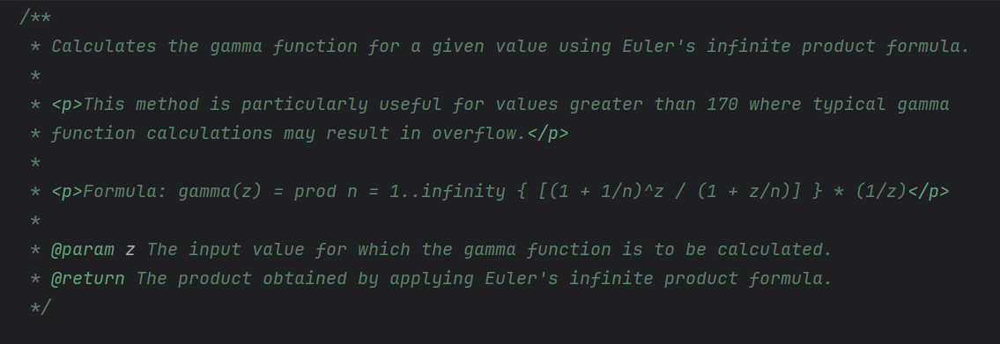 /**
* Calculates the gamma function for a given value using Euler's infinite product formula.
*
* <p>This method is particularly useful for values greater than 170 where typical gamma
* function calculations may result in overflow.</p>
*
* <p>Formula: gamma(z) = prod n = 1..infinity { [(1 + 1/n)^z / (1 + z/n)] } * (1/z)</p>
*
* @param z The input value for which the gamma function is to be calculated.
* @return The product obtained by applying Euler's infinite product formula.
*/